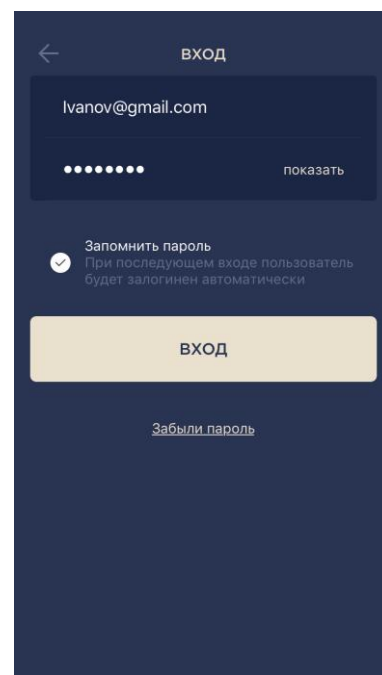 ВХОД
Ivanov@gmail.com
●●●●●●●●
показать
Запомнить пароль
При последующем входе пользователь
будет залогинен автоматически
ВХОД
Забыли пароль